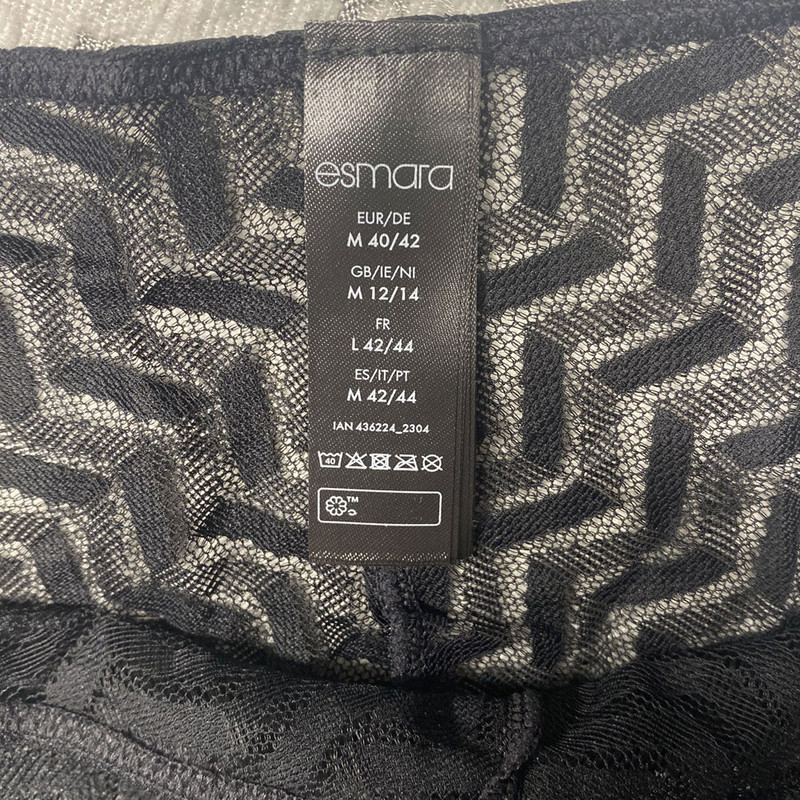 esmara
EUR/DE
M 40/42
GB/IE/NI
M 12/14
FR
L 42/44
ES/IT/PT
M 42/44
IAN 436224_2304
40
™